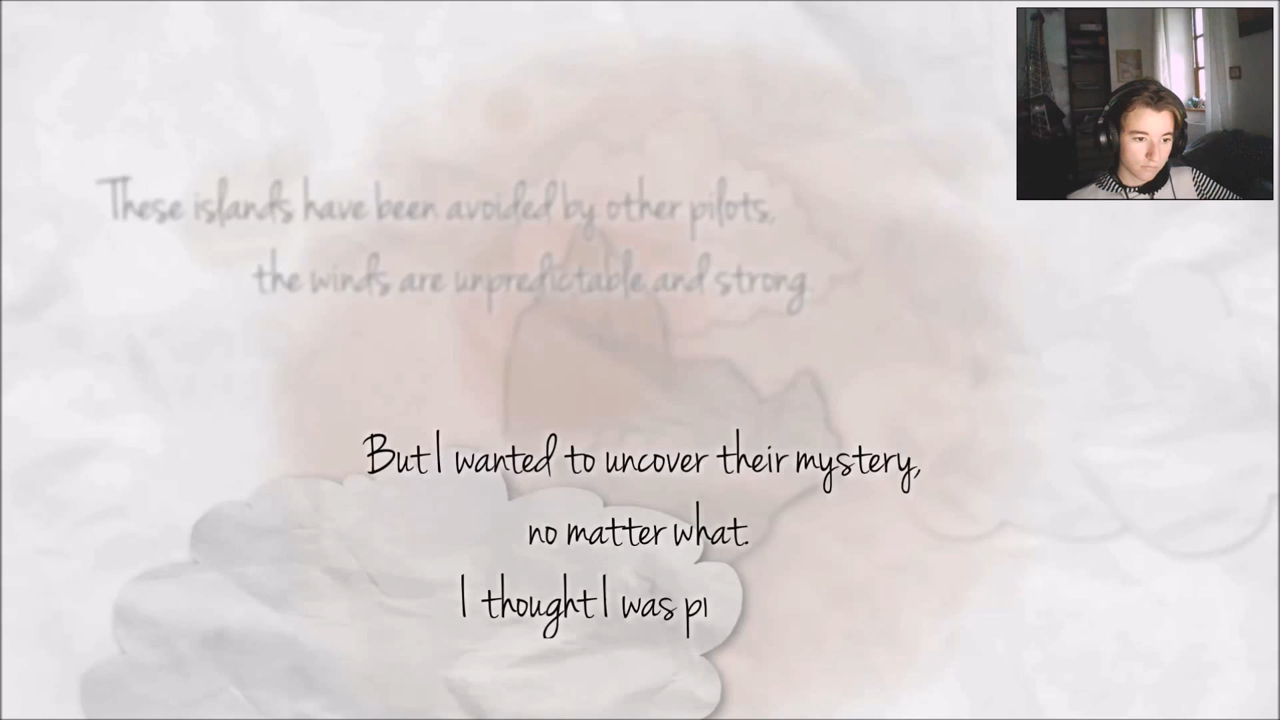 These islands have been avoided by other pilots,
the winds are unpredictable and strong.
But I wanted to uncover their mystery,
no matter what.
I thought I was pi